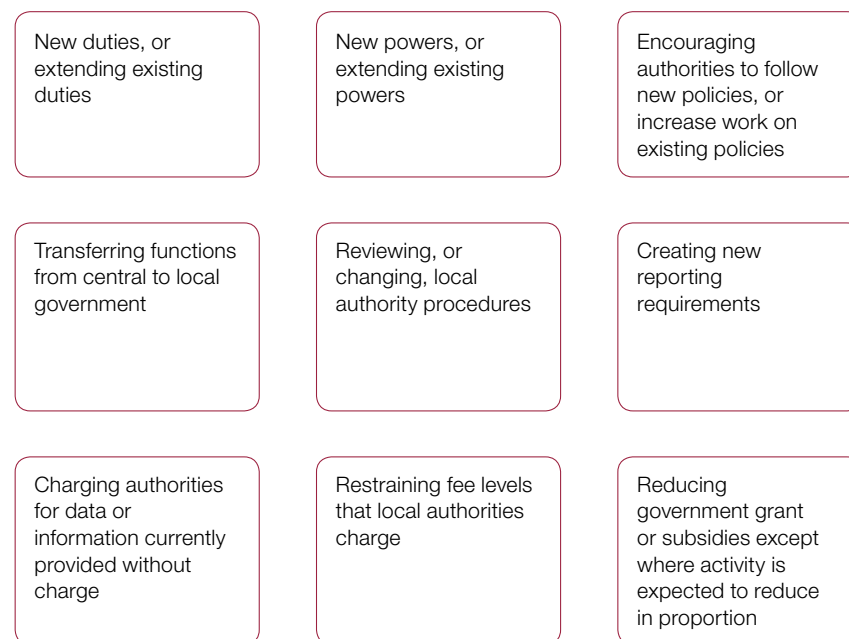 New duties, or
extending existing
duties
New powers, or
extending existing
powers
Encouraging
authorities to follow
new policies, or
increase work on
existing policies
Transferring functions
from central to local
government
Reviewing, or
changing, local
authority procedures
Creating new
reporting
requirements
Charging authorities
for data or
information currently
provided without
charge
Restraining fee levels
that local authorities
charge
Reducing
government grant
or subsidies except
where activity is
expected to reduce
in proportion